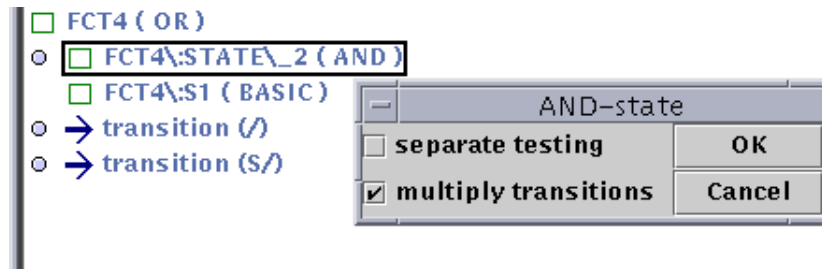 FCT4 ( OR )
FCT4\:STATE\_2 ( AND )
FCT4\:S1 ( BASIC )
transition (/)
transition (S/)
AND-state
separate testing
OK
multiply transitions
Cancel